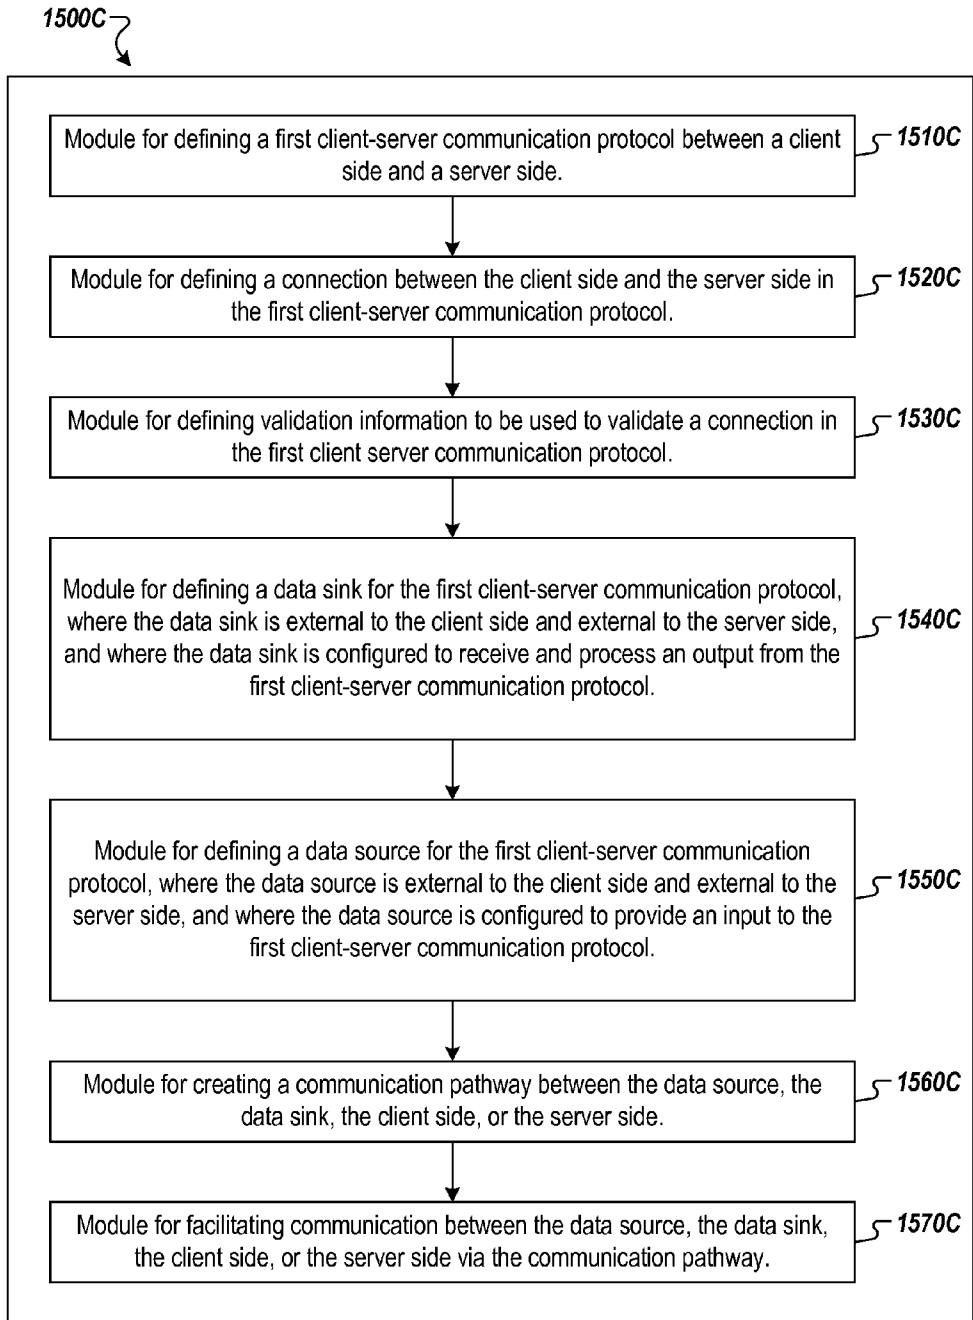 1500C
Module for defining a first client-server communication protocol between a client
side and a server side.
1510C
Module for defining a connection between the client side and the server side in
the first client-server communication protocol.
1520C
Module for defining validation information to be used to validate a connection in
the first client server communication protocol.
1530C
Module for defining a data sink for the first client-server communication protocol,
where the data sink is external to the client side and external to the server side,
and where the data sink is configured to receive and process an output from the
first client-server communication protocol.
1540C
Module for defining a data source for the first client-server communication
protocol, where the data source is external to the client side and external to the
server side, and where the data source is configured to provide an input to the
first client-server communication protocol.
1550C
Module for creating a communication pathway between the data source, the
data sink, the client side, or the server side.
1560C
Module for facilitating communication between the data source, the data sink,
the client side, or the server side via the communication pathway.
1570C